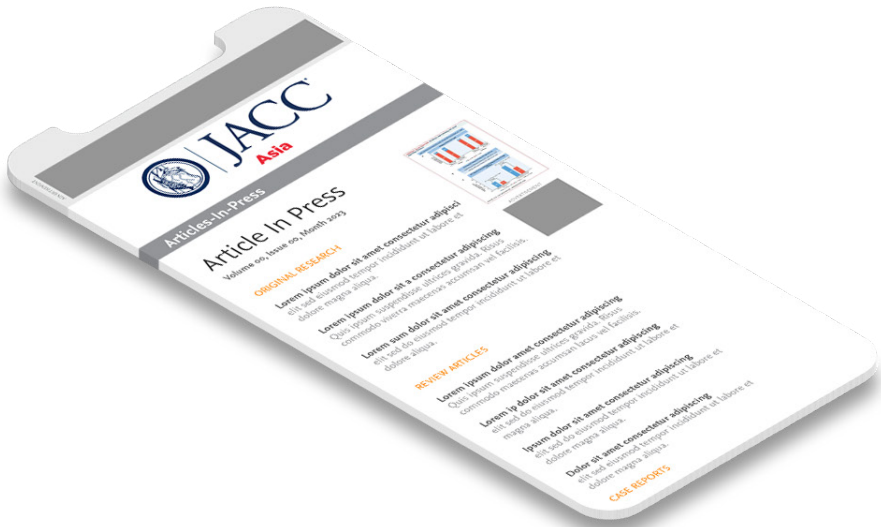 JACC
Asia
Articles-In-Press
Article In Press
Volume 00, Issue 00, Month 2023
ADVERTISEMENT
ORIGINAL RESEARCH
Lorem ipsum dolor sit amet consectetur adipisci
elit sed eiusmod tempor incididunt ut labore et
dolore magna aliqua.
Lorem ipsum dolor sit a consectetur adipiscing
Quis ipsum suspendisse ultrices gravida. Risus
commodo viverra maecenas accumsan vel facilisis.
Lorem sum dolor sit amet consectetur adipiscing
elit sed do eiusmod tempor incididunt ut labore et
dolore aliqua.
REVIEW ARTICLES
Lorem ipsum dolor amet consectetur adipiscing
Quis ipsum suspendisse ultrices gravida. Risus
commodo maecenas accumsan lacus vel facilisis.
Lorem ip dolor sit amet consectetur adipiscing
elit sed do eiusmod tempor incididunt ut labore et
magna aliqua.
Ipsum dolor sit amet consectetur adipiscing
elit sed do eiusmod tempor incididunt ut labore et
dolore magna aliqua.
Dolor sit amet consectetur adipiscing
elit sed eiusmod tempor incididunt ut labore et
dolore magna aliqua.
CASE REPORTS